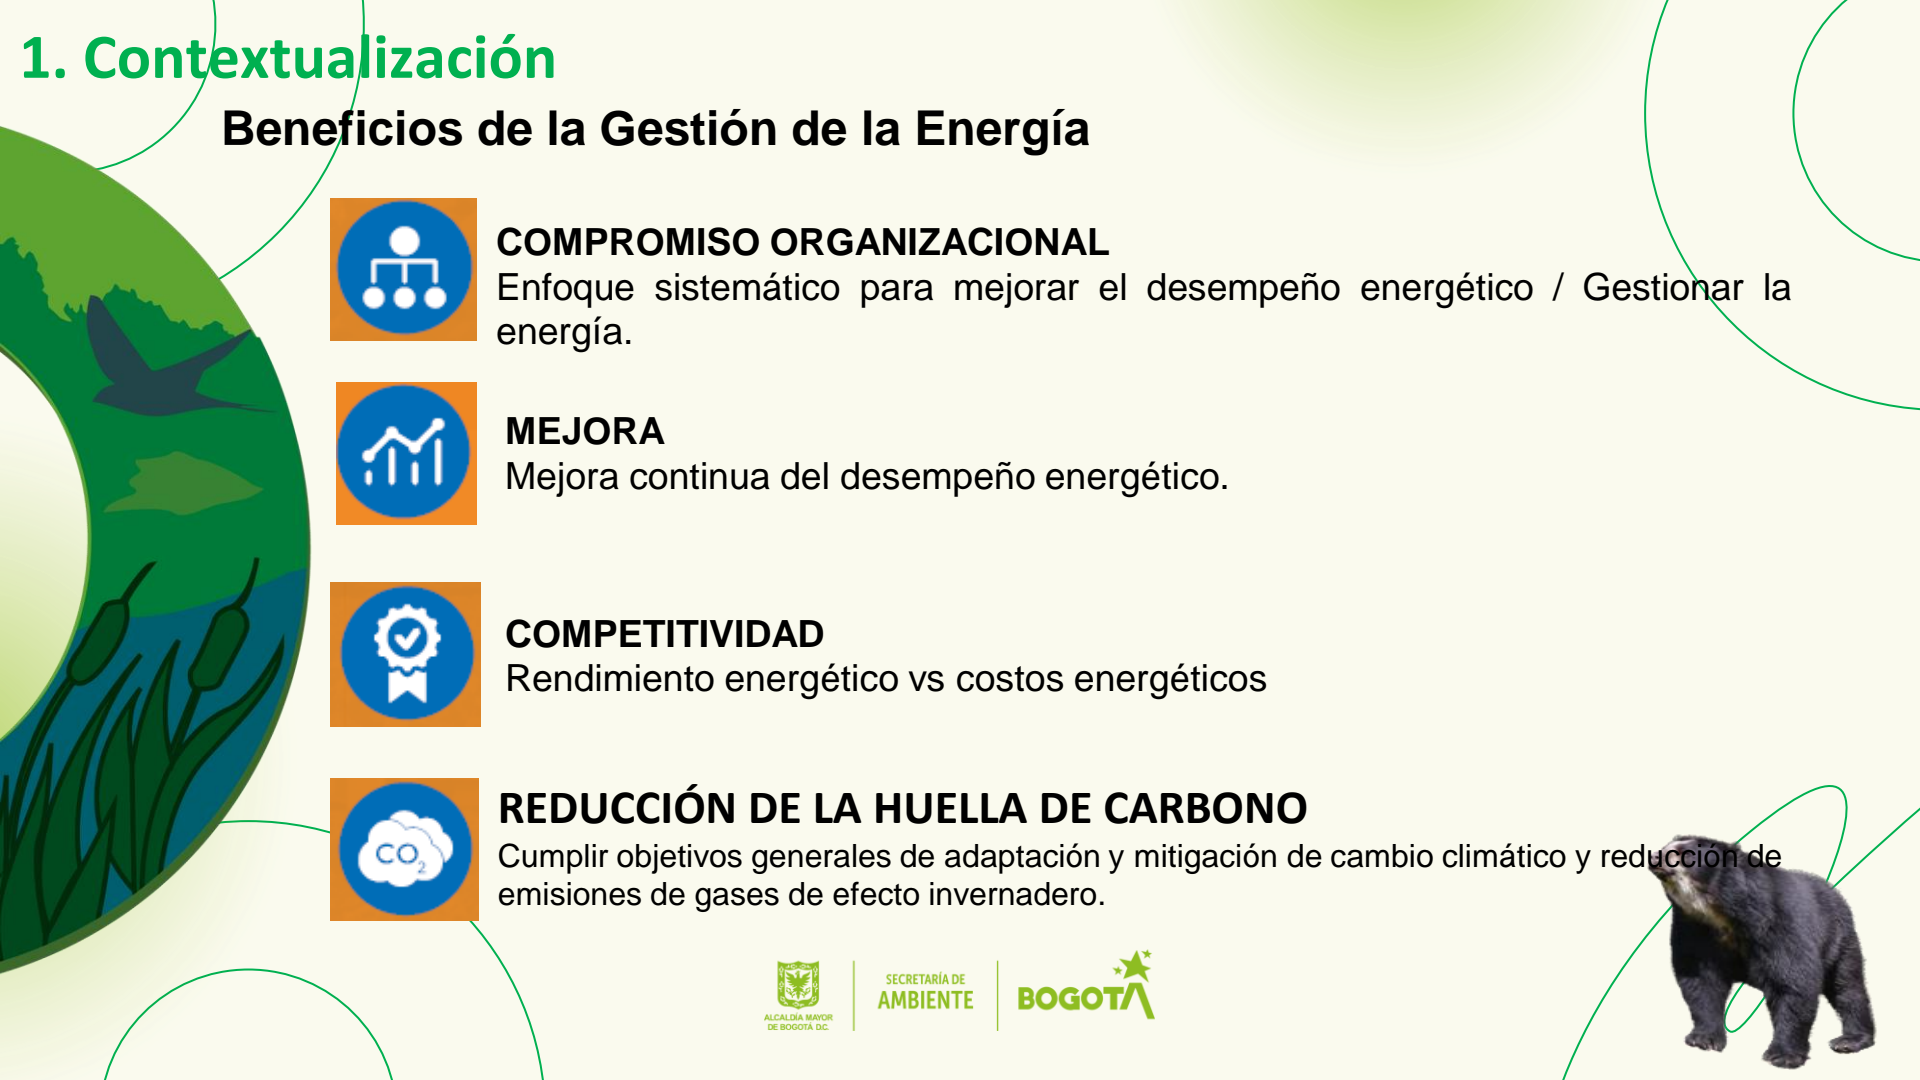 1. Contextualización
Beneficios de la Gestión de la Energía
COMPROMISO ORGANIZACIONAL
Enfoque sistemático para mejorar el desempeño energético / Gestionar la
energía.
MEJORA
Mejora continua del desempeño energético.
COMPETITIVIDAD
Rendimiento energético vs costos energéticos
CO2
REDUCCIÓN DE LA HUELLA DE CARBONO
Cumplir objetivos generales de adaptación y mitigación de cambio climático y reducción de
emisiones de gases de efecto invernadero.
ALCALDÍA MAYOR
DE BOGOTÁ D.C.
SECRETARÍA DE
AMBIENTE
BOGOTÁ